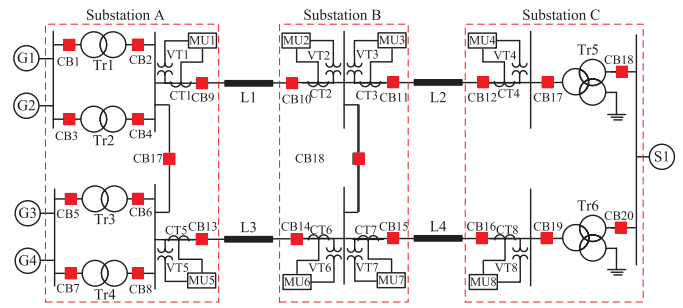 Substation A Substation B Substation C
MU1 MU2 MU3 MU4 Tr5 CB18
G1 VT1 VT2 VT3 VT4
CB1 Tr1 CB2
CT1 CB9 L1 CB10 CT2 CT3 CB11 L2 CB12 CT4 CB17
G2
CB3 Tr2 CB4
CB17 CB18 S1
G3 CB5 Tr3 CB6 Tr6
CT5 CB13 L3 CB14 CT6 CT7 CB15 L4 CB16 CT8 CB19 CB20
G4 VT5 VT6 VT7 VT8
MU5 MU6 MU7 MU8
CB7 Tr4 CB8